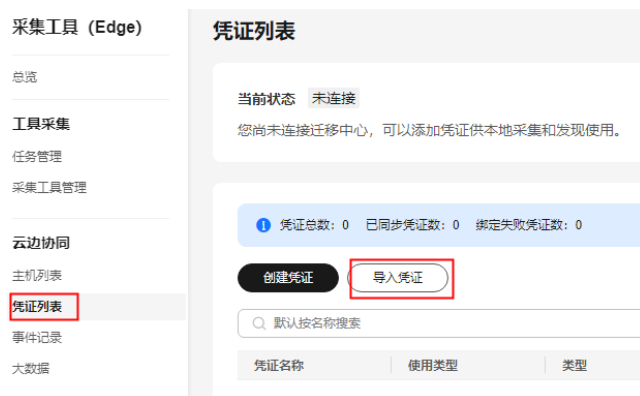 采集工具（Edge）
总览
工具采集
任务管理
采集工具管理
云边协同
主机列表
凭证列表
事件记录
大数据
凭证列表
当前状态 未连接
您尚未连接迁移中心，可以添加凭证供本地采集和发现使用。
凭证总数：0 已同步凭证数：0 绑定失败凭证数：0
创建凭证 导入凭证
默认按名称搜索
凭证名称 使用类型 类型